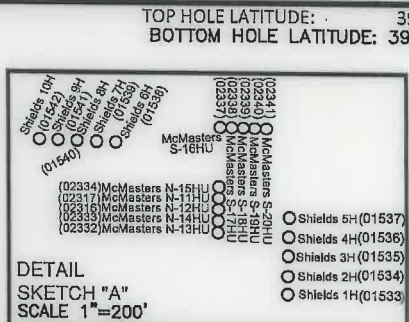 TOP HOLE LATITUDE: 39
BOTTOM HOLE LATITUDE: 39
Shields 10H
(01542)
Shields 9H
(01541)
Shields 8H
(01540)
Shields 7H
(01539)
Shields 6H
(01538)
(02337)
(02338)
(02339)
(02340)
(02341)
McMasters
S-16HU
McMasters S-17HU
McMasters S-18HU
McMasters S-19HU
McMasters S-20HU
(02334)McMasters N-15HU
(02317)McMasters N-11HU
(02316)McMasters N-12HU
(02333)McMasters N-14HU
(02332)McMasters N-13HU
Shields 5H(01537)
Shields 4H(01536)
Shields 3H(01535)
Shields 2H(01534)
Shields 1H(01533)
DETAIL
SKETCH "A"
SCALE 1"=200'